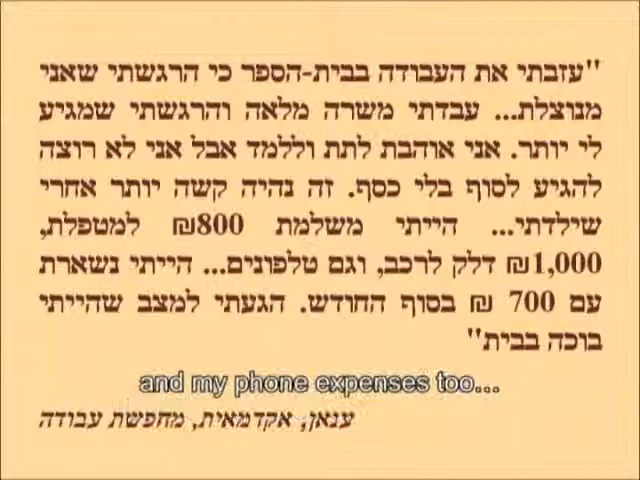 "עזבתי את העבודה בבית-הספר כי הרגשתי שאני
מנוצלת... עבדתי משרה מלאה והרגשתי שמגיע
לי יותר. אני אוהבת לתת וללמד אבל אני לא רוצה
להגיע לסוף בלי כסף. זה נהיה קשה יותר אחרי
שילדתי... הייתי משלמת 800₪ למטפלת,
1,000₪ דלק לרכב, וגם טלפונים... הייתי נשארת
עם 700 ₪ בסוף החודש. הגעתי למצב שהייתי
בוכה בבית"
and my phone expenses too...
ענאן, אקדמאית, מחפשת עבודה